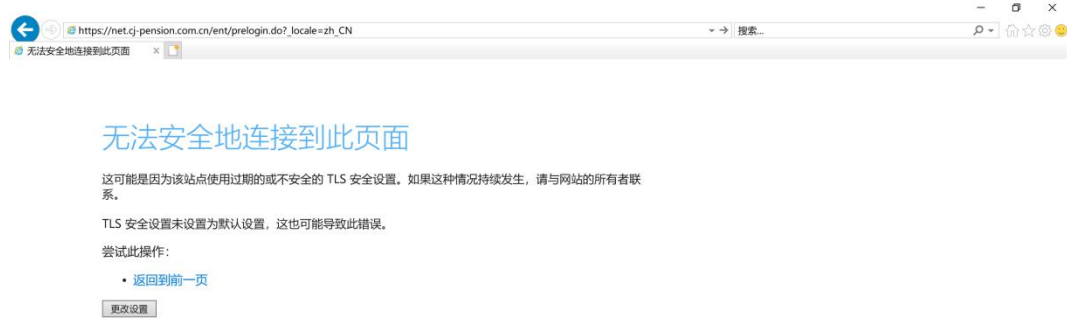 https://net.cj-pension.com.cn/ent/prelogin.do?_locale=zh_CN
搜索...
无法安全地连接到此页面
无法安全地连接到此页面
这可能是因为该站点使用过期的或不安全的 TLS 安全设置。如果这种情况持续发生，请与网站的所有者联
系。
TLS 安全设置未设置为默认设置，这也可能导致此错误。
尝试此操作：
• 返回到前一页
更改设置